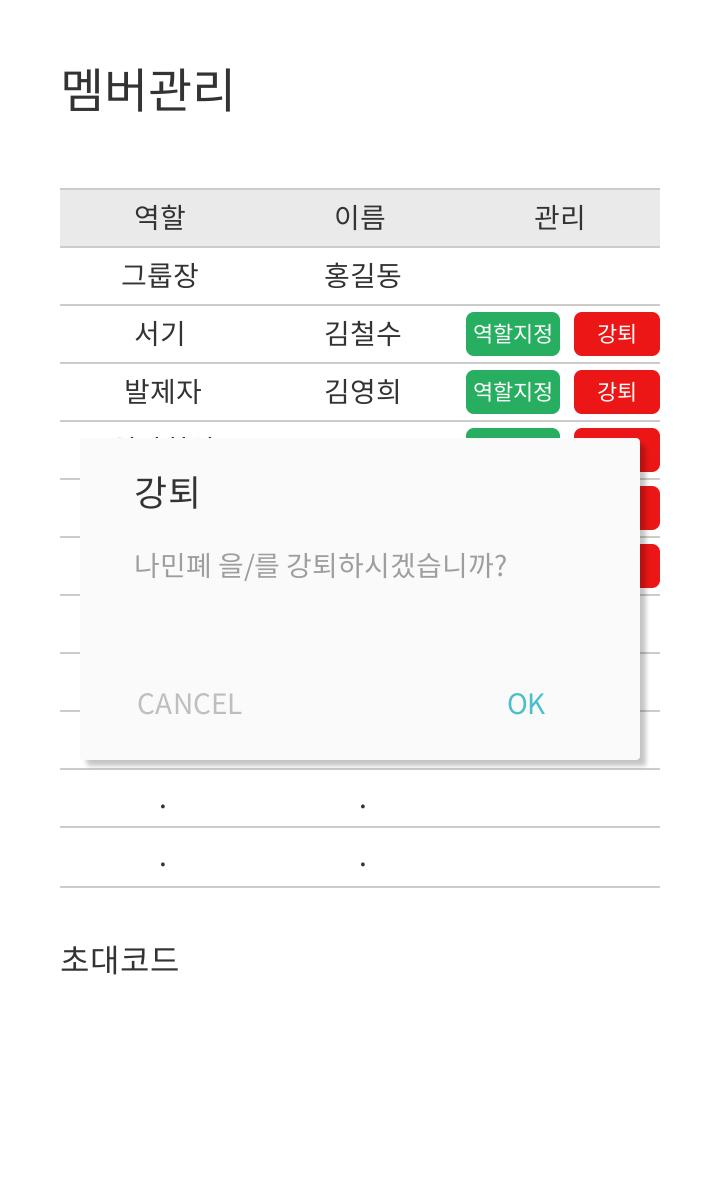 멤버관리
역할 이름 관리
그룹장 홍길동
서기 김철수 역할지정 강퇴
발제자 김영희 역할지정 강퇴
강퇴
나민폐 을/를 강퇴하시겠습니까?
CANCEL OK
. .
. .
초대코드